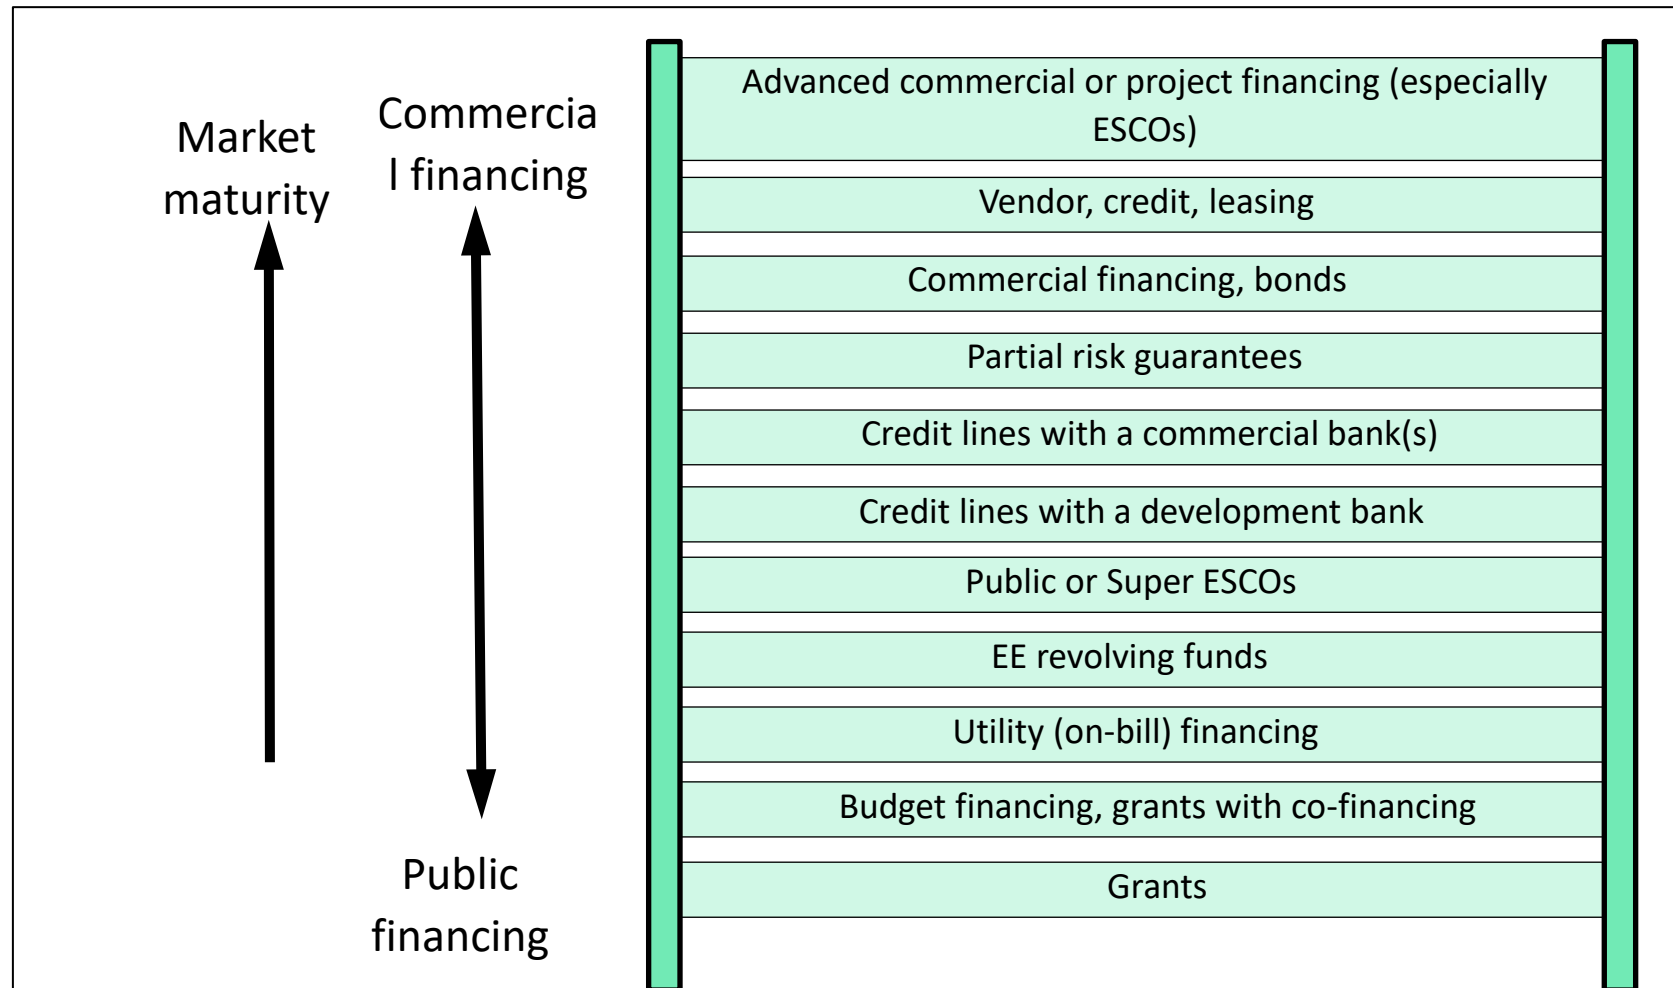 Market
maturity
Commercia
l financing
Public
financing
Advanced commercial or project financing (especially
ESCOs)
Vendor, credit, leasing
Commercial financing, bonds
Partial risk guarantees
Credit lines with a commercial bank(s)
Credit lines with a development bank
Public or Super ESCOs
EE revolving funds
Utility (on-bill) financing
Budget financing, grants with co-financing
Grants